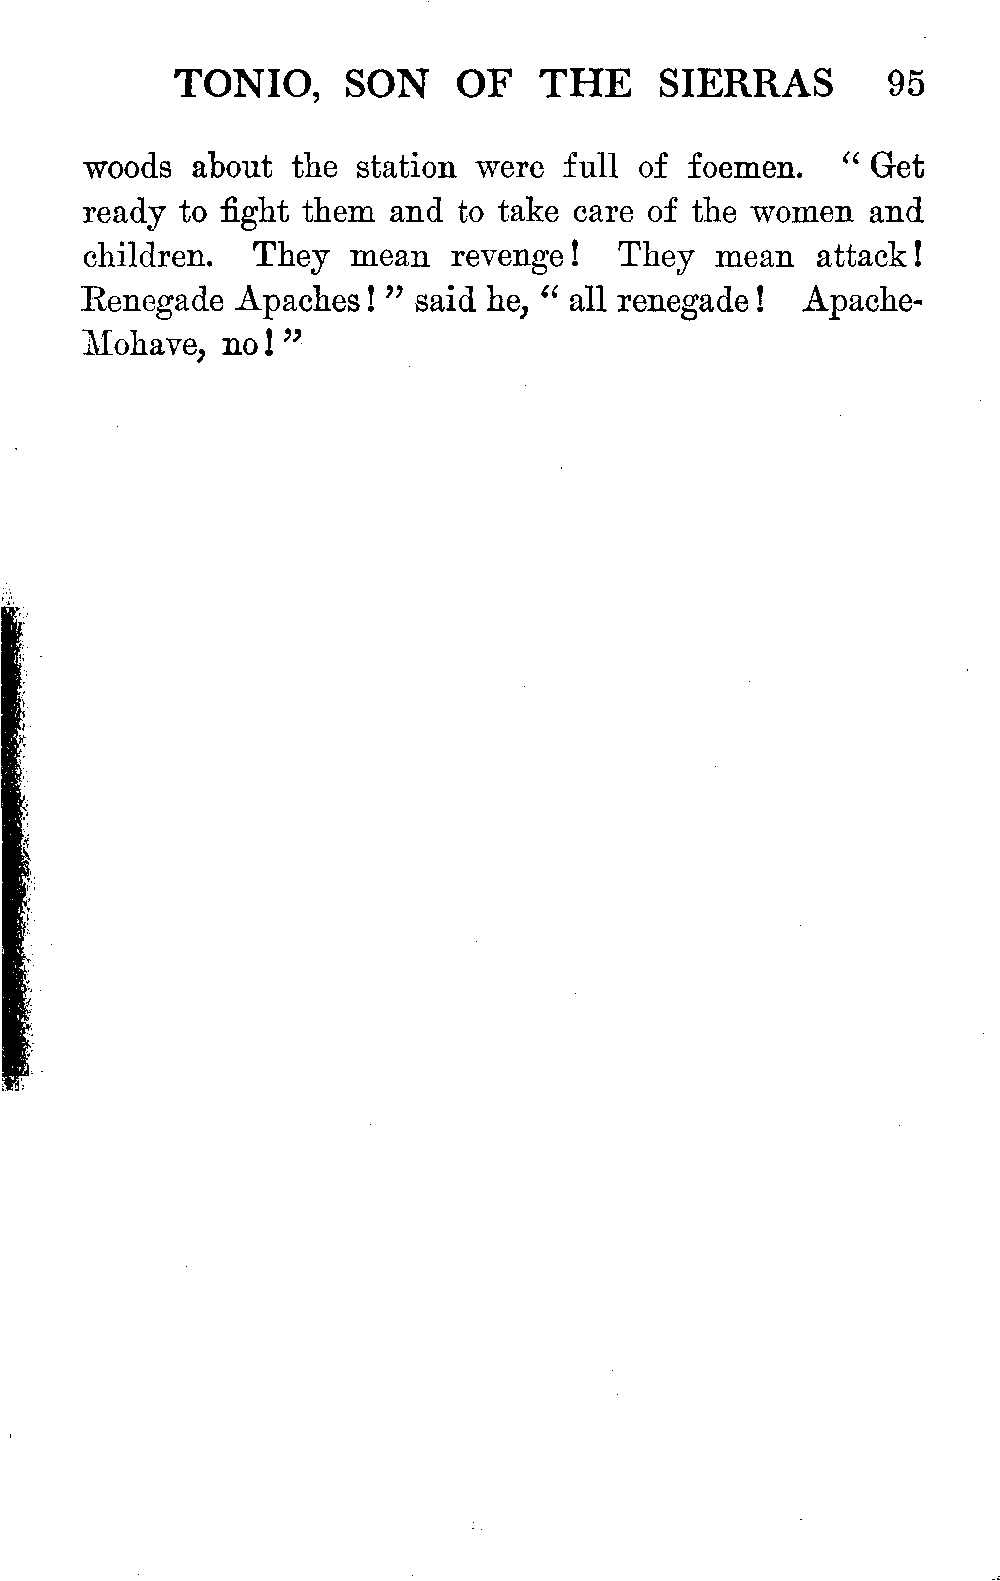 TONIO, SON OF THE SIERRAS 95
woods about the station were full of foemen. “ Get
ready to fight them and to take care of the women and
children. They mean revenge! They mean attack!
Renegade Apaches! ” said he, “ all renegade! Apache-
Mohave, no! ”